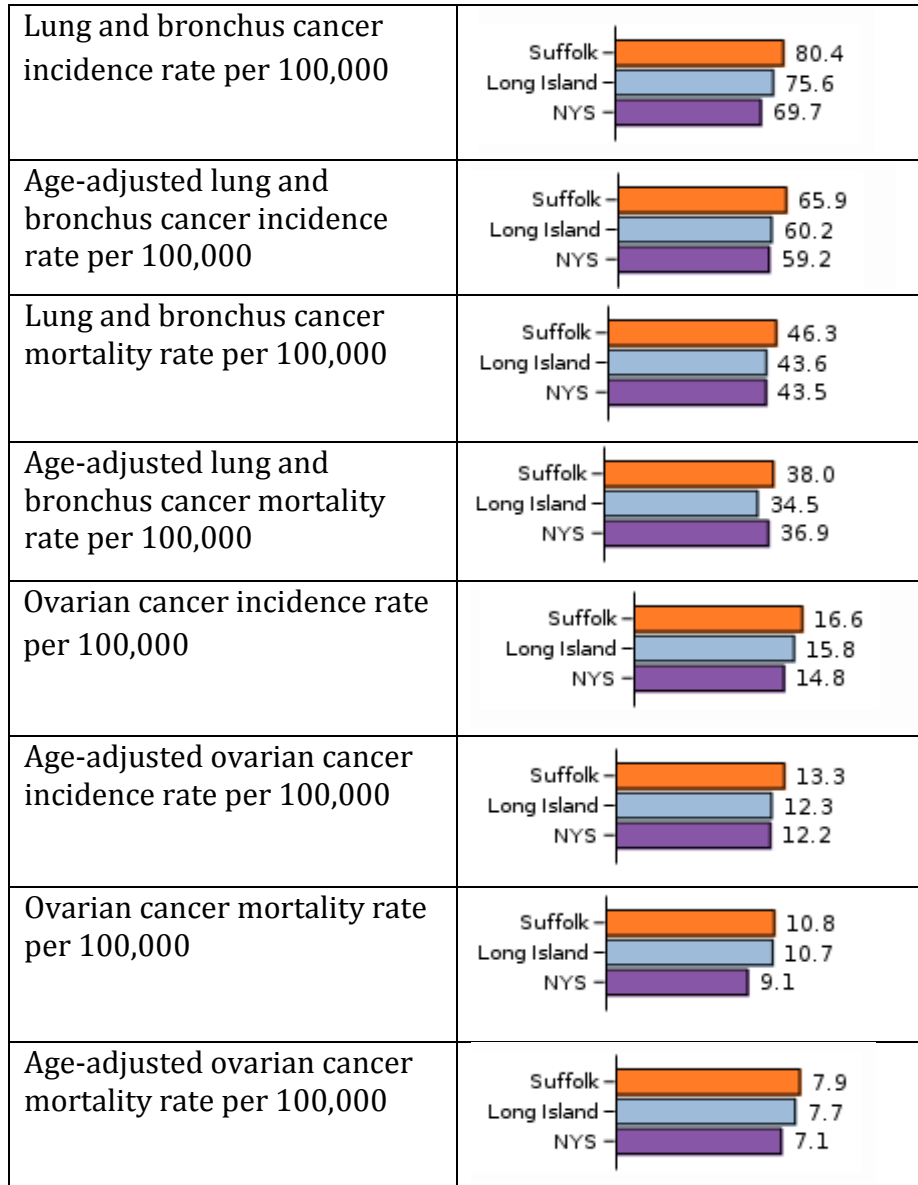 Lung and bronchus cancer
incidence rate per 100,000
Suffolk 80.4
Long Island 75.6
NYS 69.7
Age-adjusted lung and
bronchus cancer incidence
rate per 100,000
Suffolk 65.9
Long Island 60.2
NYS 59.2
Lung and bronchus cancer
mortality rate per 100,000
Suffolk 46.3
Long Island 43.6
NYS 43.5
Age-adjusted lung and
bronchus cancer mortality
rate per 100,000
Suffolk 38.0
Long Island 34.5
NYS 36.9
Ovarian cancer incidence rate
per 100,000
Suffolk 16.6
Long Island 15.8
NYS 14.8
Age-adjusted ovarian cancer
incidence rate per 100,000
Suffolk 13.3
Long Island 12.3
NYS 12.2
Ovarian cancer mortality rate
per 100,000
Suffolk 10.8
Long Island 10.7
NYS 9.1
Age-adjusted ovarian cancer
mortality rate per 100,000
Suffolk 7.9
Long Island 7.7
NYS 7.1